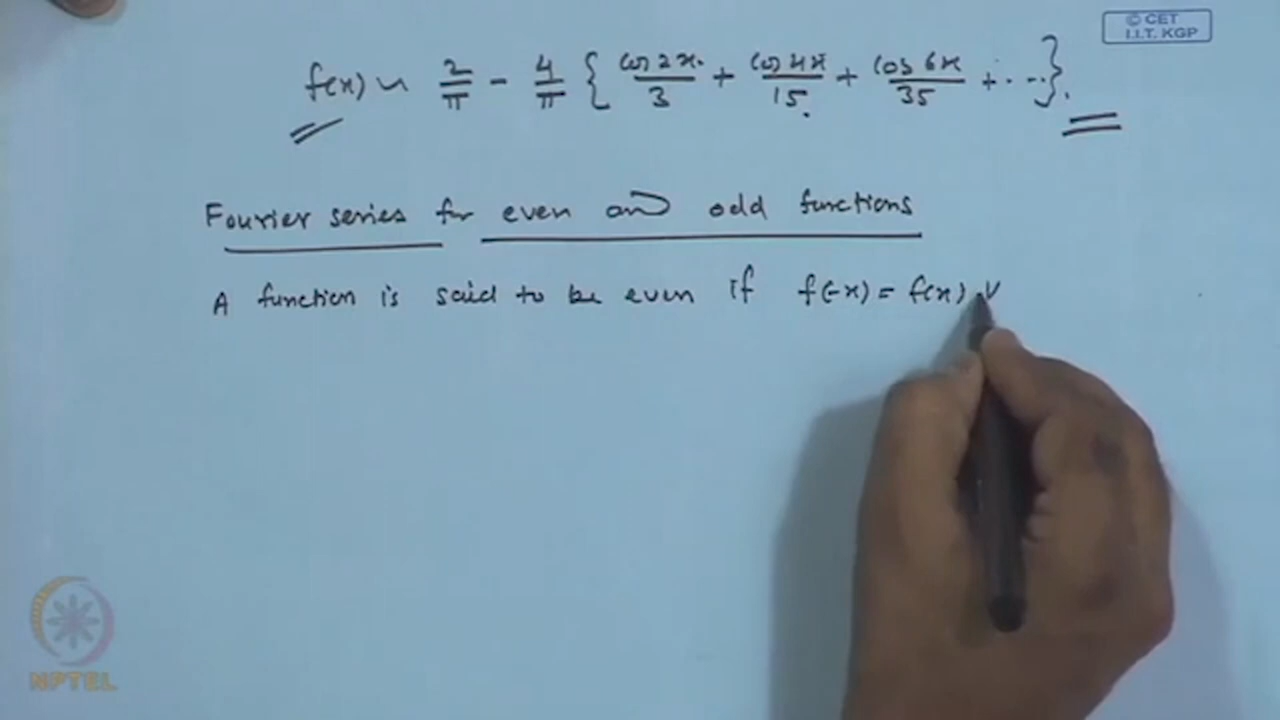 © CET
I.I.T. KGP
f(x) ~ 2/π - 4/π { cos 2x/3 + cos 4x/15 + cos 6x/35 + ... }.
Fourier series for even and odd functions
A function is said to be even if f(-x) = f(x) ∀
NPTEL